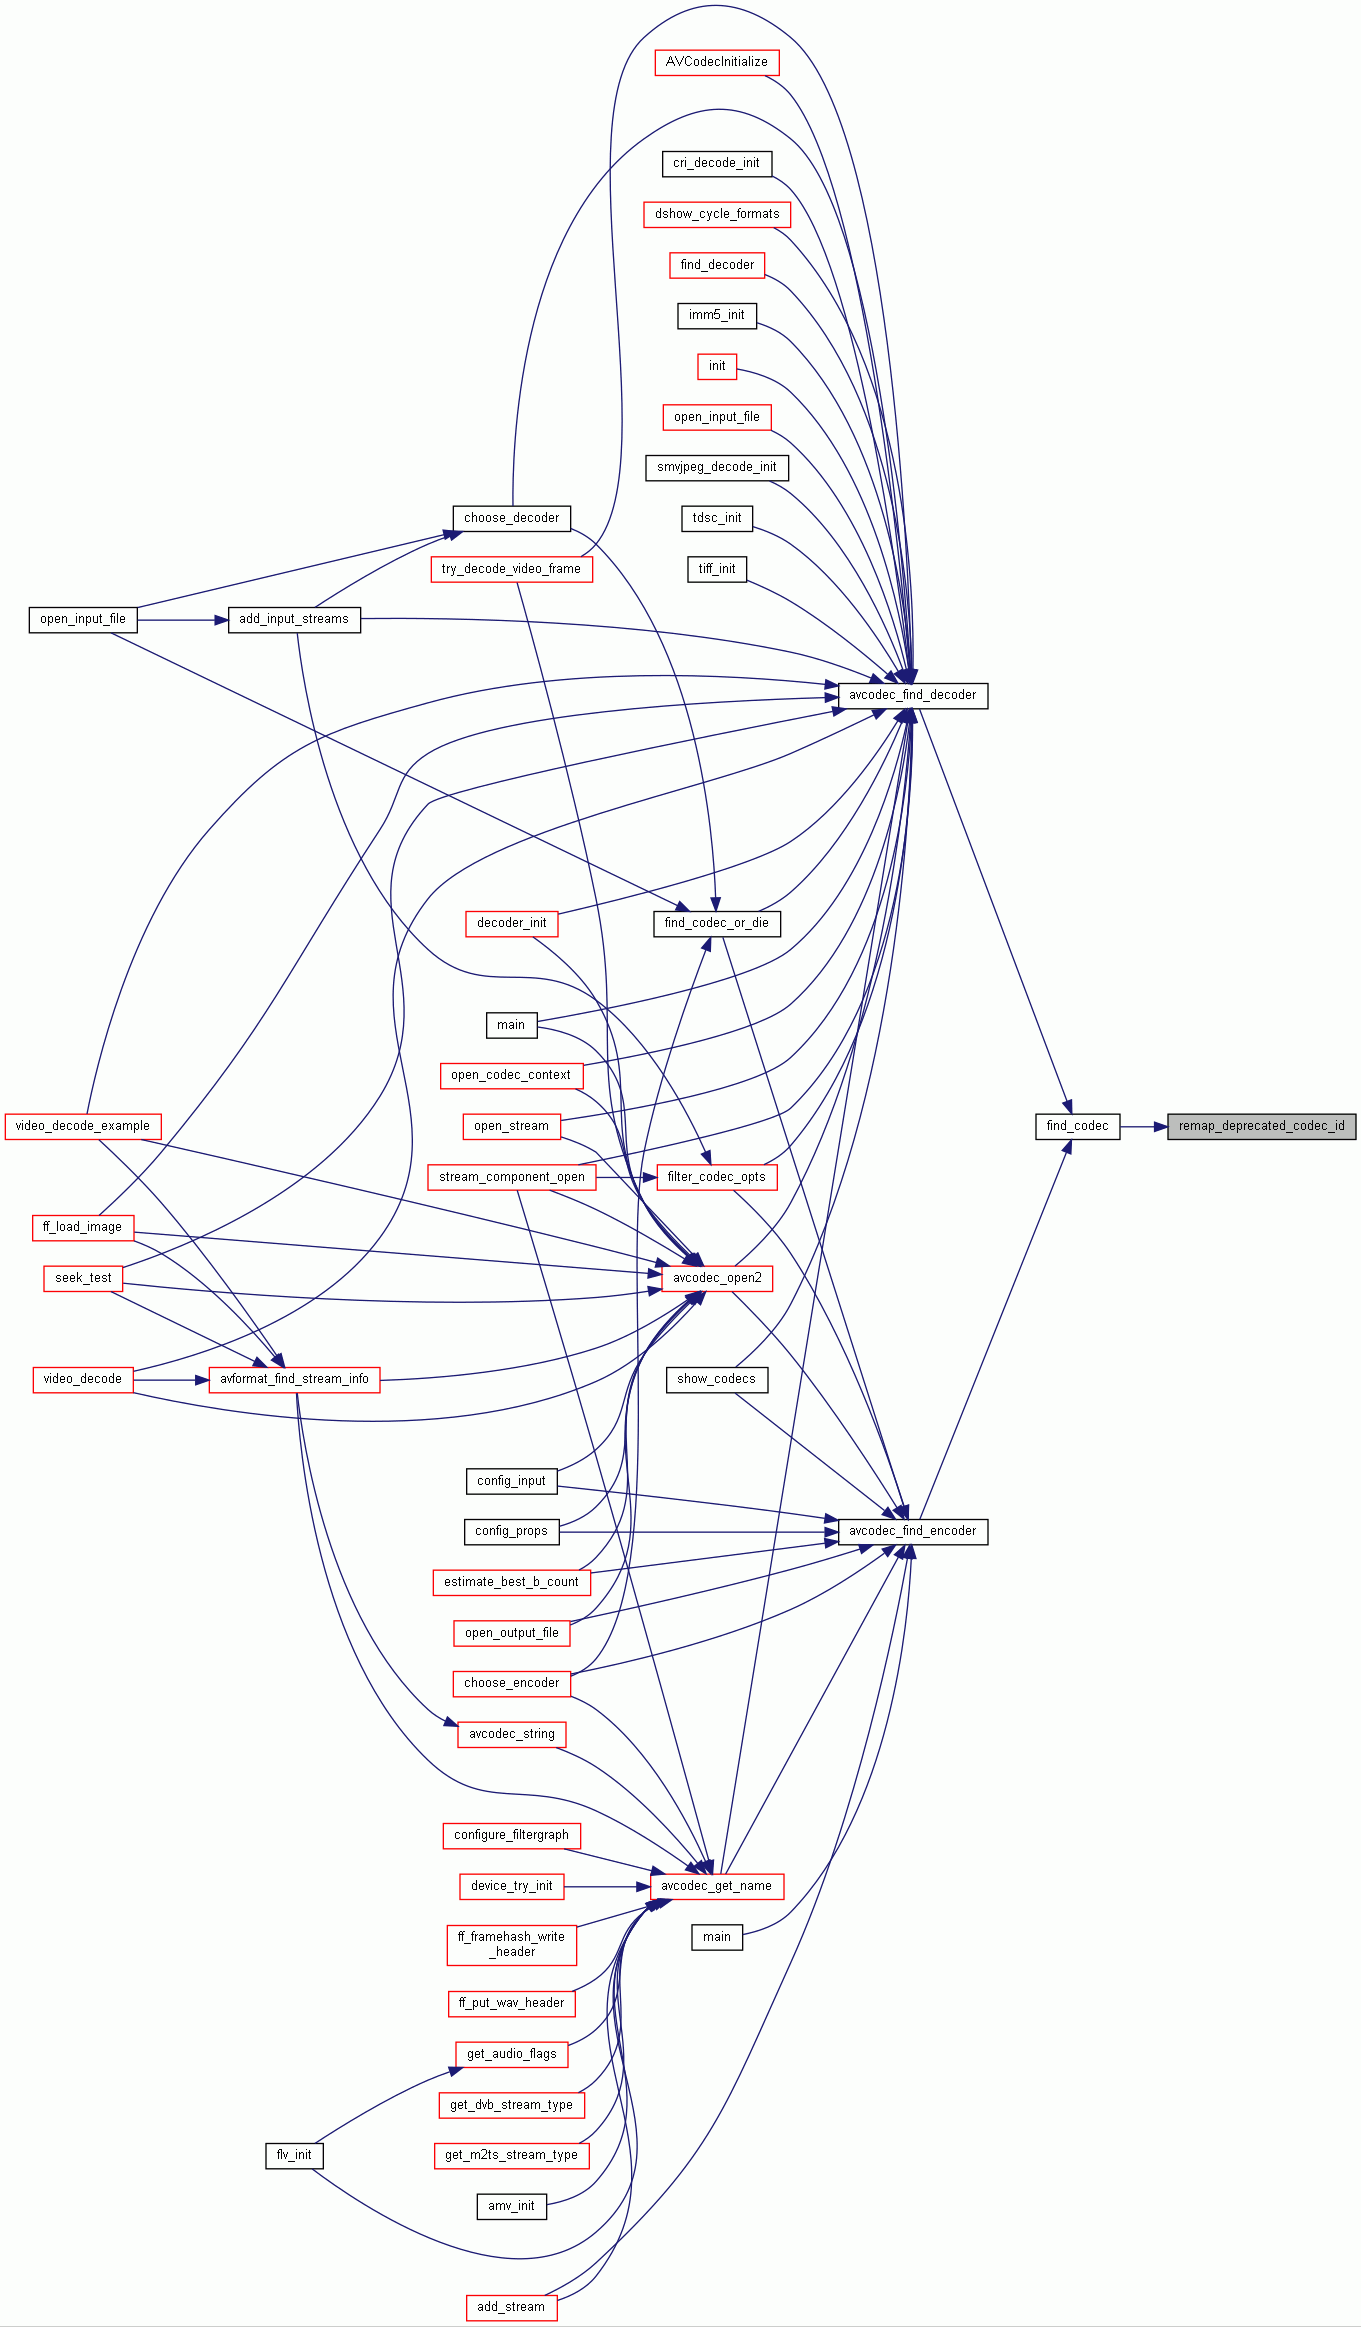 AVCodecInitialize
cri_decode_init
dshow_cycle_formats
find_decoder
imm5_init
init
open_input_file
smvjpeg_decode_init
choose_decoder
tdsc_init
try_decode_video_frame
tiff_init
open_input_file
add_input_streams
avcodec_find_decoder
decoder_init
find_codec_or_die
main
open_codec_context
video_decode_example
open_stream
find_codec
remap_deprecated_codec_id
stream_component_open
filter_codec_opts
ff_load_image
seek_test
avcodec_open2
video_decode
avformat_find_stream_info
show_codecs
config_input
config_props
avcodec_find_encoder
estimate_best_b_count
open_output_file
choose_encoder
avcodec_string
configure_filtergraph
device_try_init
avcodec_get_name
ff_framehash_write
_header
main
ff_put_wav_header
get_audio_flags
get_dvb_stream_type
flv_init
get_m2ts_stream_type
amv_init
add_stream